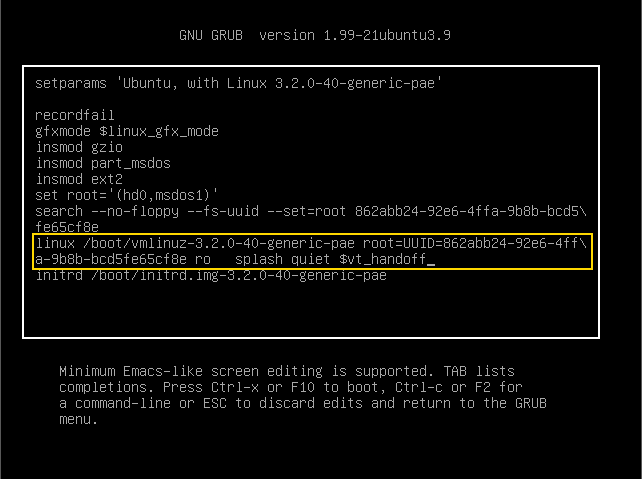 GNU GRUB  version 1.99-21ubuntu3.9
setparams 'Ubuntu, with Linux 3.2.0-40-generic-pae'
recordfail
gfxmode $linux_gfx_mode
insmod gzio
insmod part_msdos
insmod ext2
set root='(hd0,msdos1)'
search --no-floppy --fs-uuid --set=root 862abb24-92e6-4ffa-9b8b-bcd5\
fe65cf8e
linux /boot/vmlinuz-3.2.0-40-generic-pae root=UUID=862abb24-92e6-4ff\
a-9b8b-bcd5fe65cf8e ro   splash quiet $vt_handoff_
initrd /boot/initrd.img-3.2.0-40-generic-pae
Minimum Emacs-like screen editing is supported. TAB lists
completions. Press Ctrl-x or F10 to boot, Ctrl-c or F2 for
a command-line or ESC to discard edits and return to the GRUB
menu.